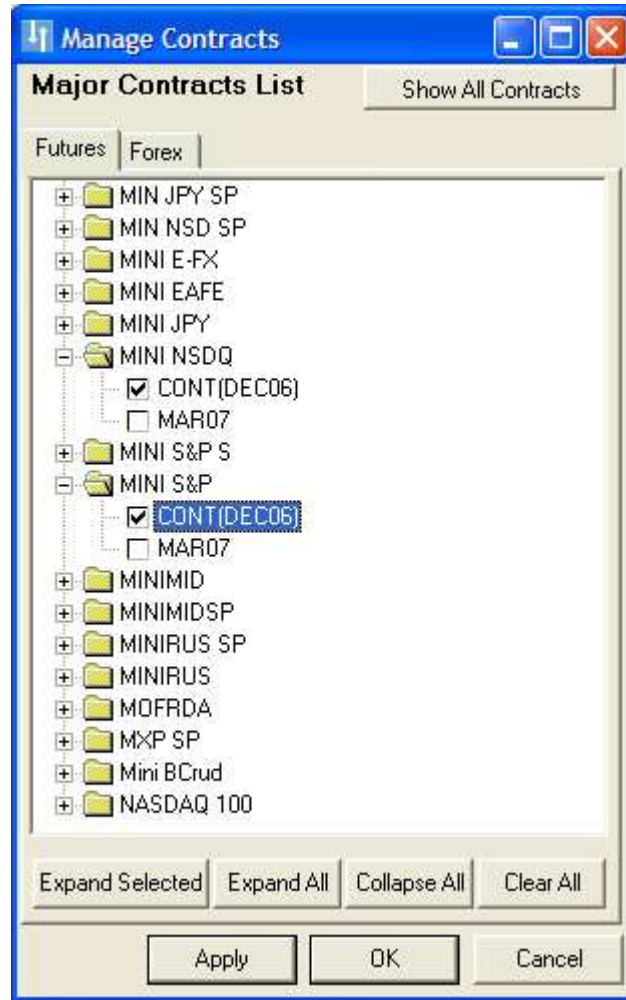 Manage Contracts
Major Contracts List
Show All Contracts
Futures
Forex
MIN JPY SP
MIN NSD SP
MINI E-FX
MINI EAFE
MINI JPY
MINI NSDQ
CONT(DEC06)
MAR07
MINI S&P S
MINI S&P
CONT(DEC06)
MAR07
MINIMID
MINIMIDSP
MINIRUS SP
MINIRUS
MOFRDA
MXP SP
Mini BCrud
NASDAQ 100
Expand Selected
Expand All
Collapse All
Clear All
Apply
OK
Cancel